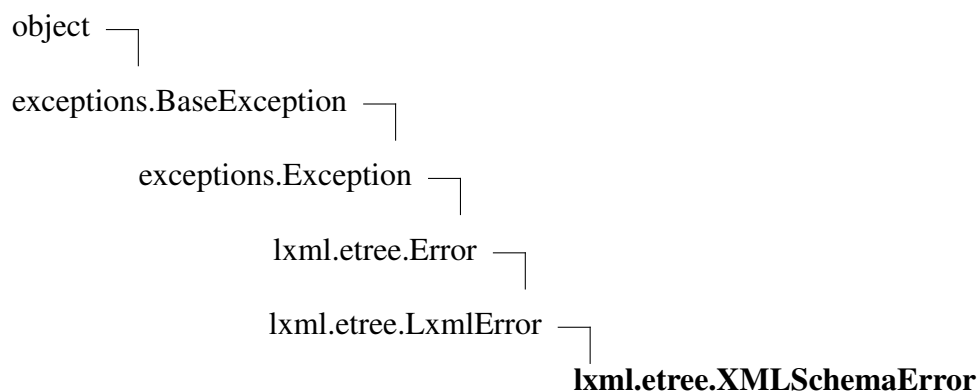 object
exceptions.BaseException
exceptions.Exception
lxml.etree.Error
lxml.etree.LxmlError
lxml.etree.XMLSchemaError